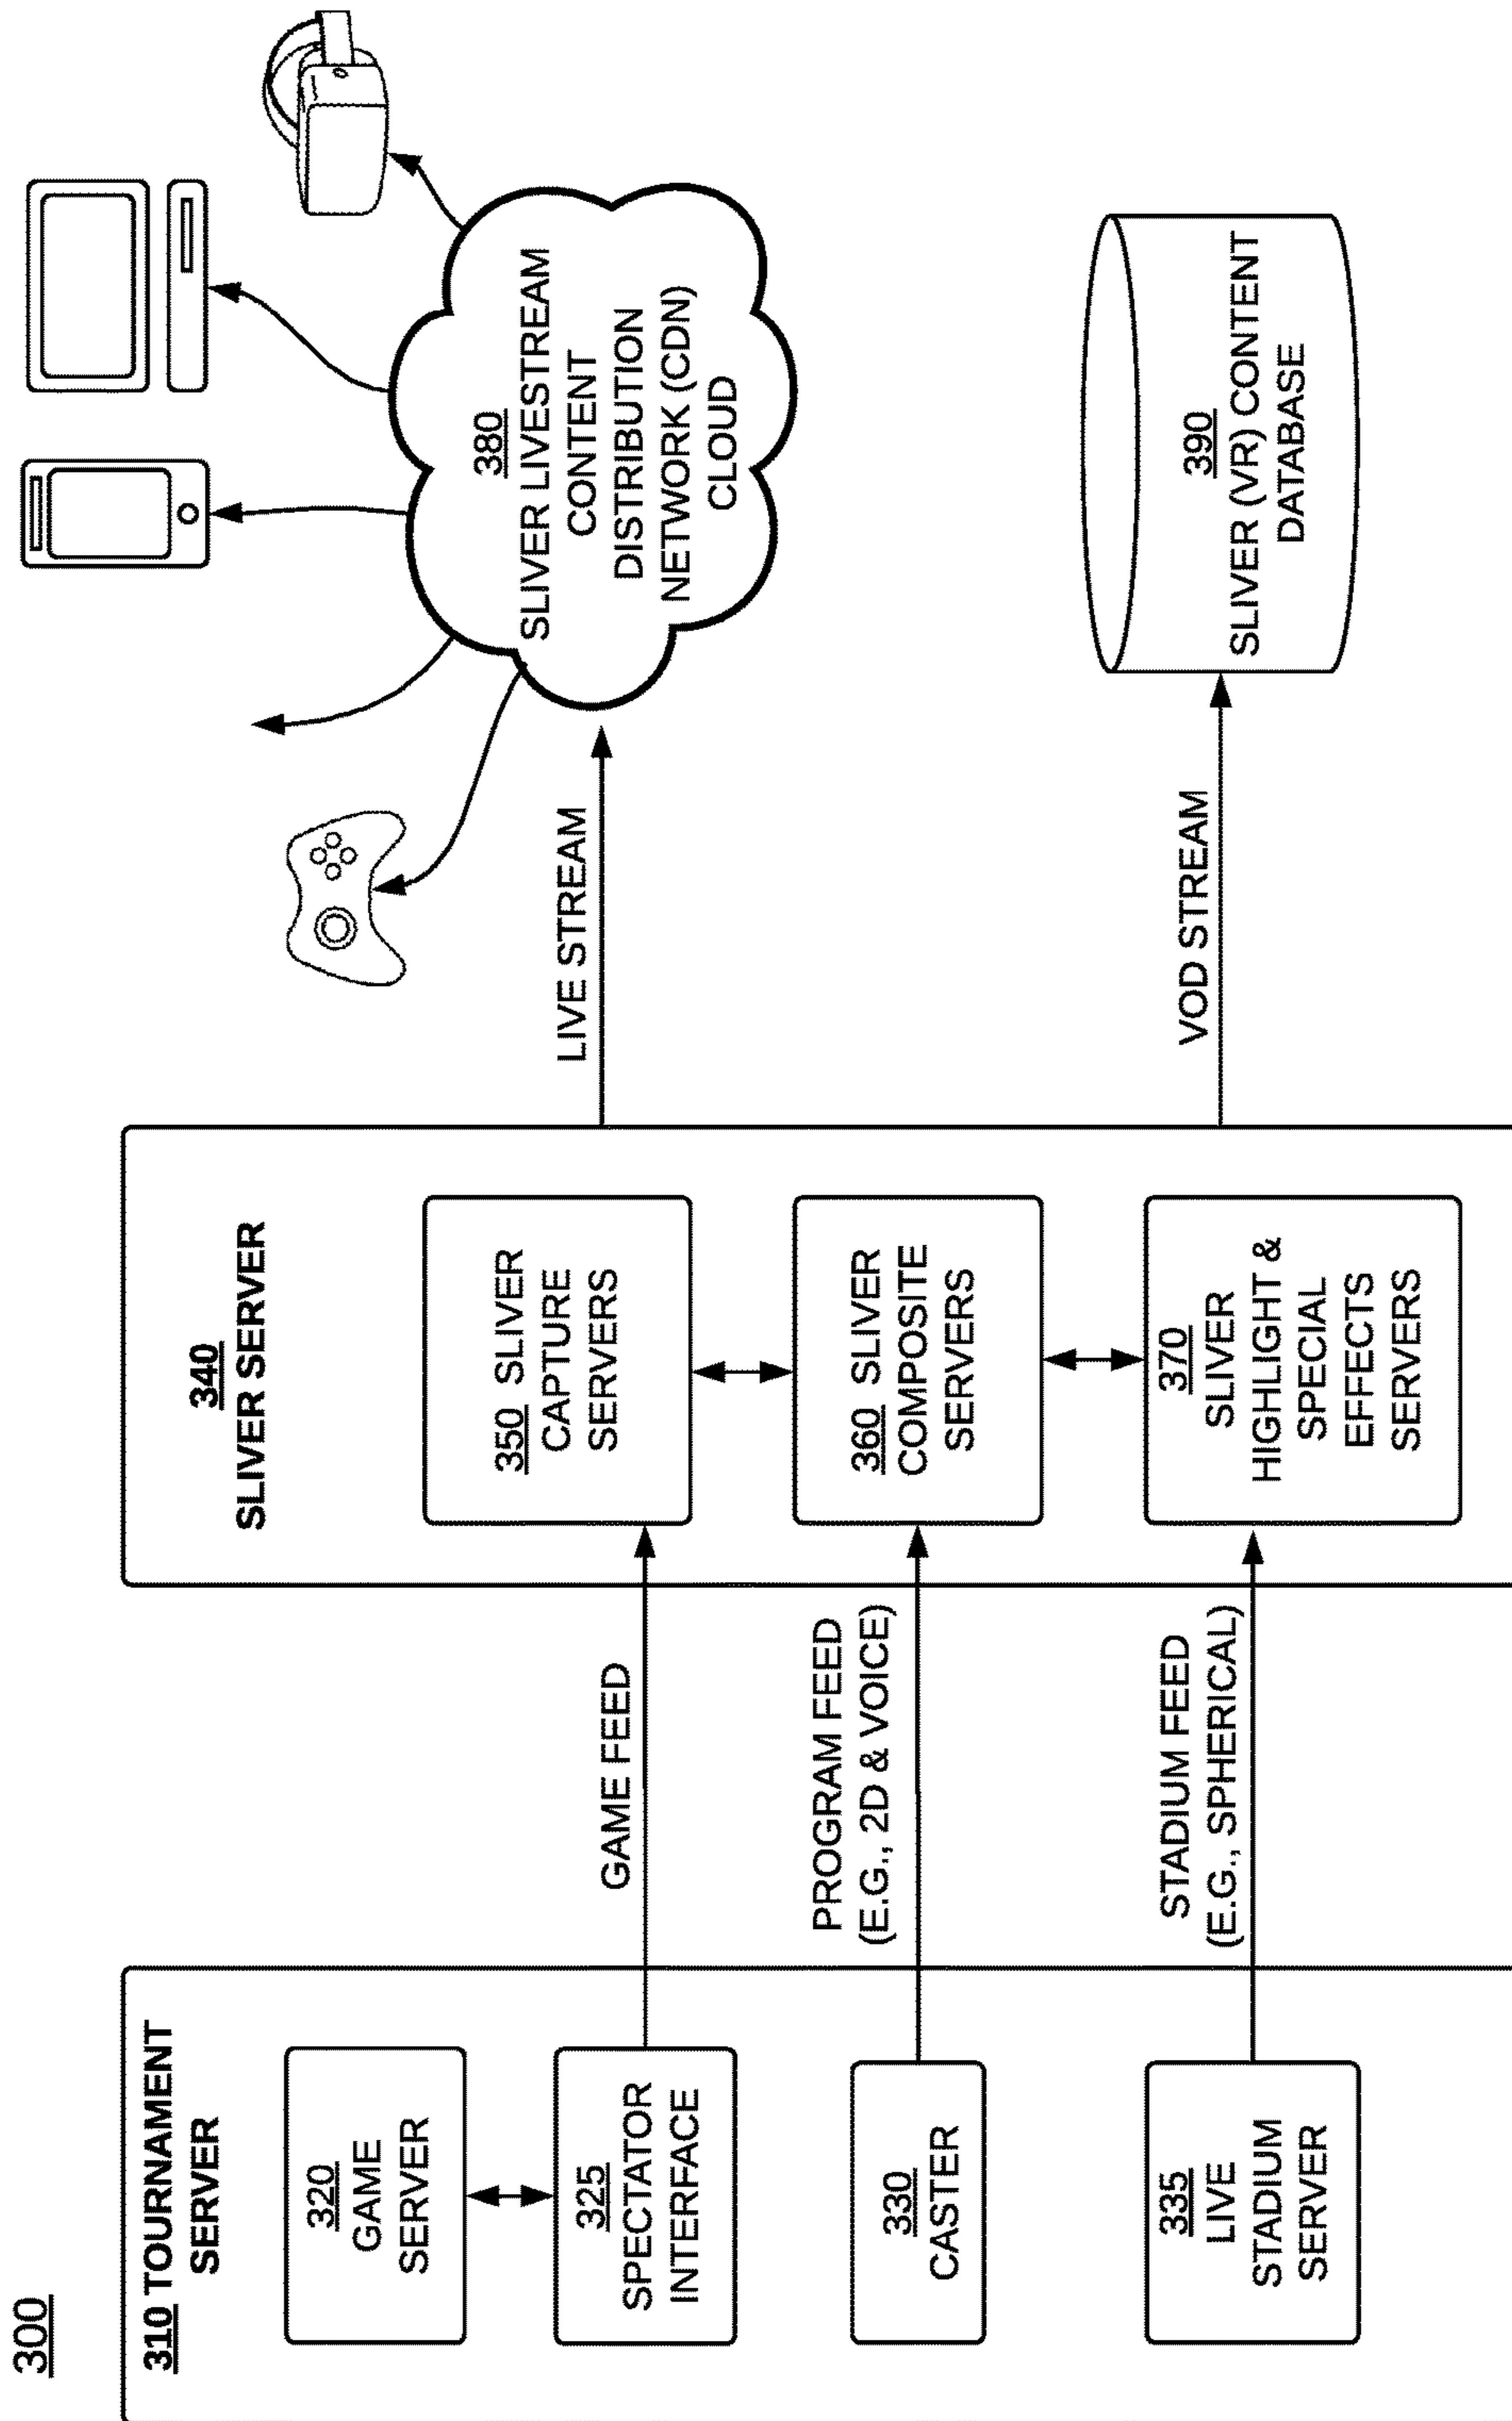 300
310 TOURNAMENT
SERVER
320
GAME
SERVER
325
SPECTATOR
INTERFACE
330
CASTER
335
LIVE
STADIUM
SERVER
GAME FEED
PROGRAM FEED
(E.G., 2D & VOICE)
STADIUM FEED
(E.G., SPHERICAL)
340
SLIVER SERVER
350 SLIVER
CAPTURE
SERVERS
360 SLIVER
COMPOSITE
SERVERS
370
SLIVER
HIGHLIGHT &
SPECIAL
EFFECTS
SERVERS
LIVE STREAM
VOD STREAM
380
SLIVER LIVESTREAM
CONTENT
DISTRIBUTION
NETWORK (CDN)
CLOUD
390
SLIVER (VR) CONTENT
DATABASE